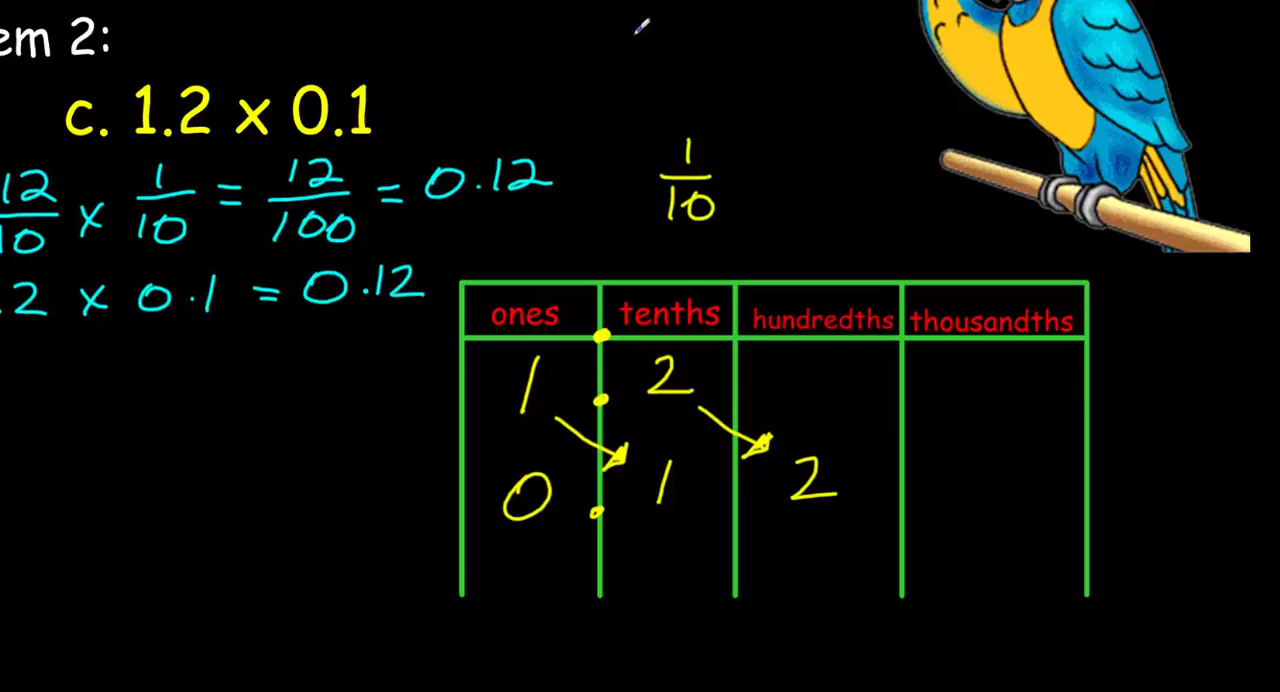 em 2:
c. 1.2 x 0.1
12/10 x 1/10 = 12/100 = 0.12
1/10
.2 x 0.1 = 0.12
ones tenths hundredths thousandths
1 . 2
0 . 1 2